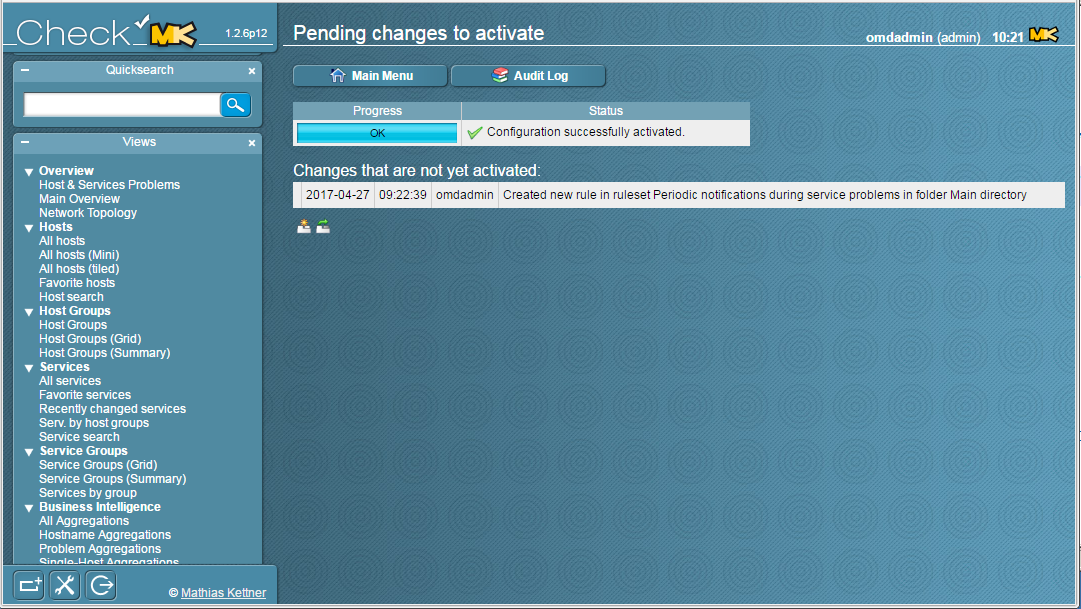 Check MK 1.2.6p12
Quicksearch
Views
Overview
Host & Services Problems
Main Overview
Network Topology
Hosts
All hosts
All hosts (Mini)
All hosts (tiled)
Favorite hosts
Host search
Host Groups
Host Groups
Host Groups (Grid)
Host Groups (Summary)
Services
All services
Favorite services
Recently changed services
Serv. by host groups
Service search
Service Groups
Service Groups (Grid)
Service Groups (Summary)
Services by group
Business Intelligence
All Aggregations
Hostname Aggregations
Problem Aggregations
Single-Host Aggregations
© Mathias Kettner
Pending changes to activate
omdadmin (admin) 10:21 MK
Main Menu Audit Log
Progress Status
OK Configuration successfully activated.
Changes that are not yet activated:
2017-04-27 09:22:39 omdadmin Created new rule in ruleset Periodic notifications during service problems in folder Main directory